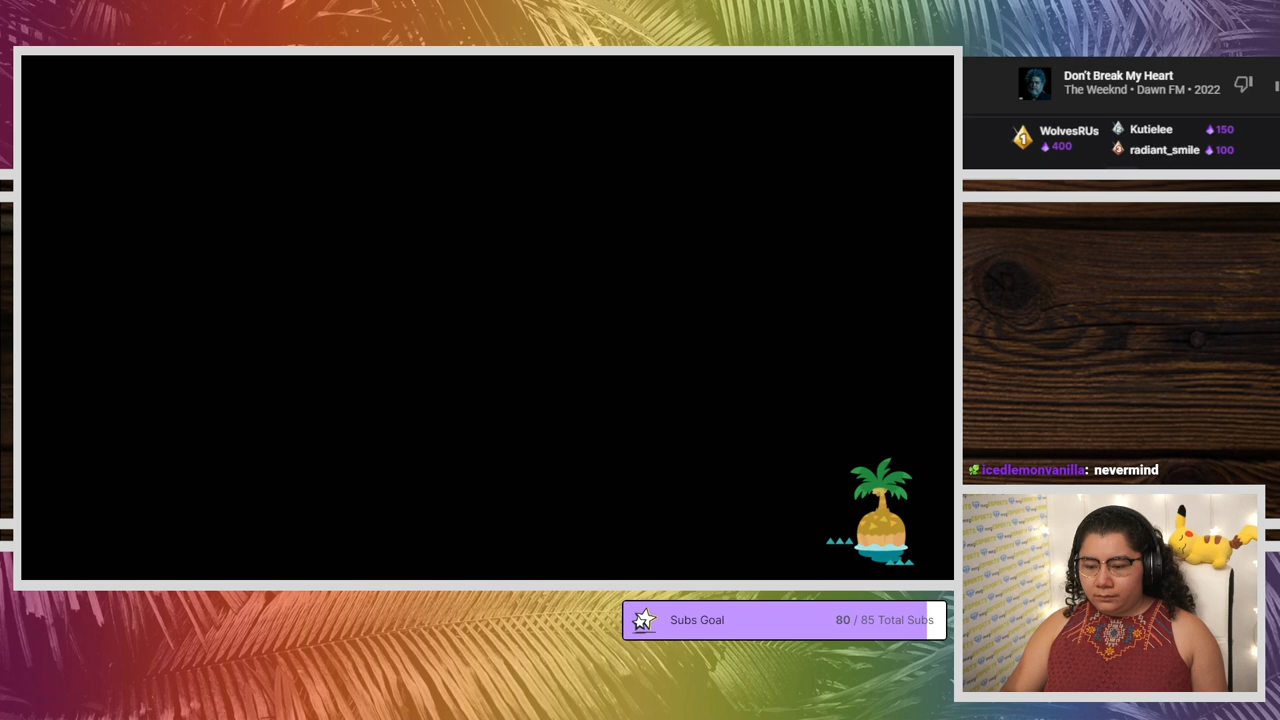 Don't Break My Heart
The Weeknd • Dawn FM • 2022
1
WolvesRUs
400
Kutielee
150
radiant_smile
100
icedlemonvanilla: nevermind
Subs Goal
80 / 85 Total Subs